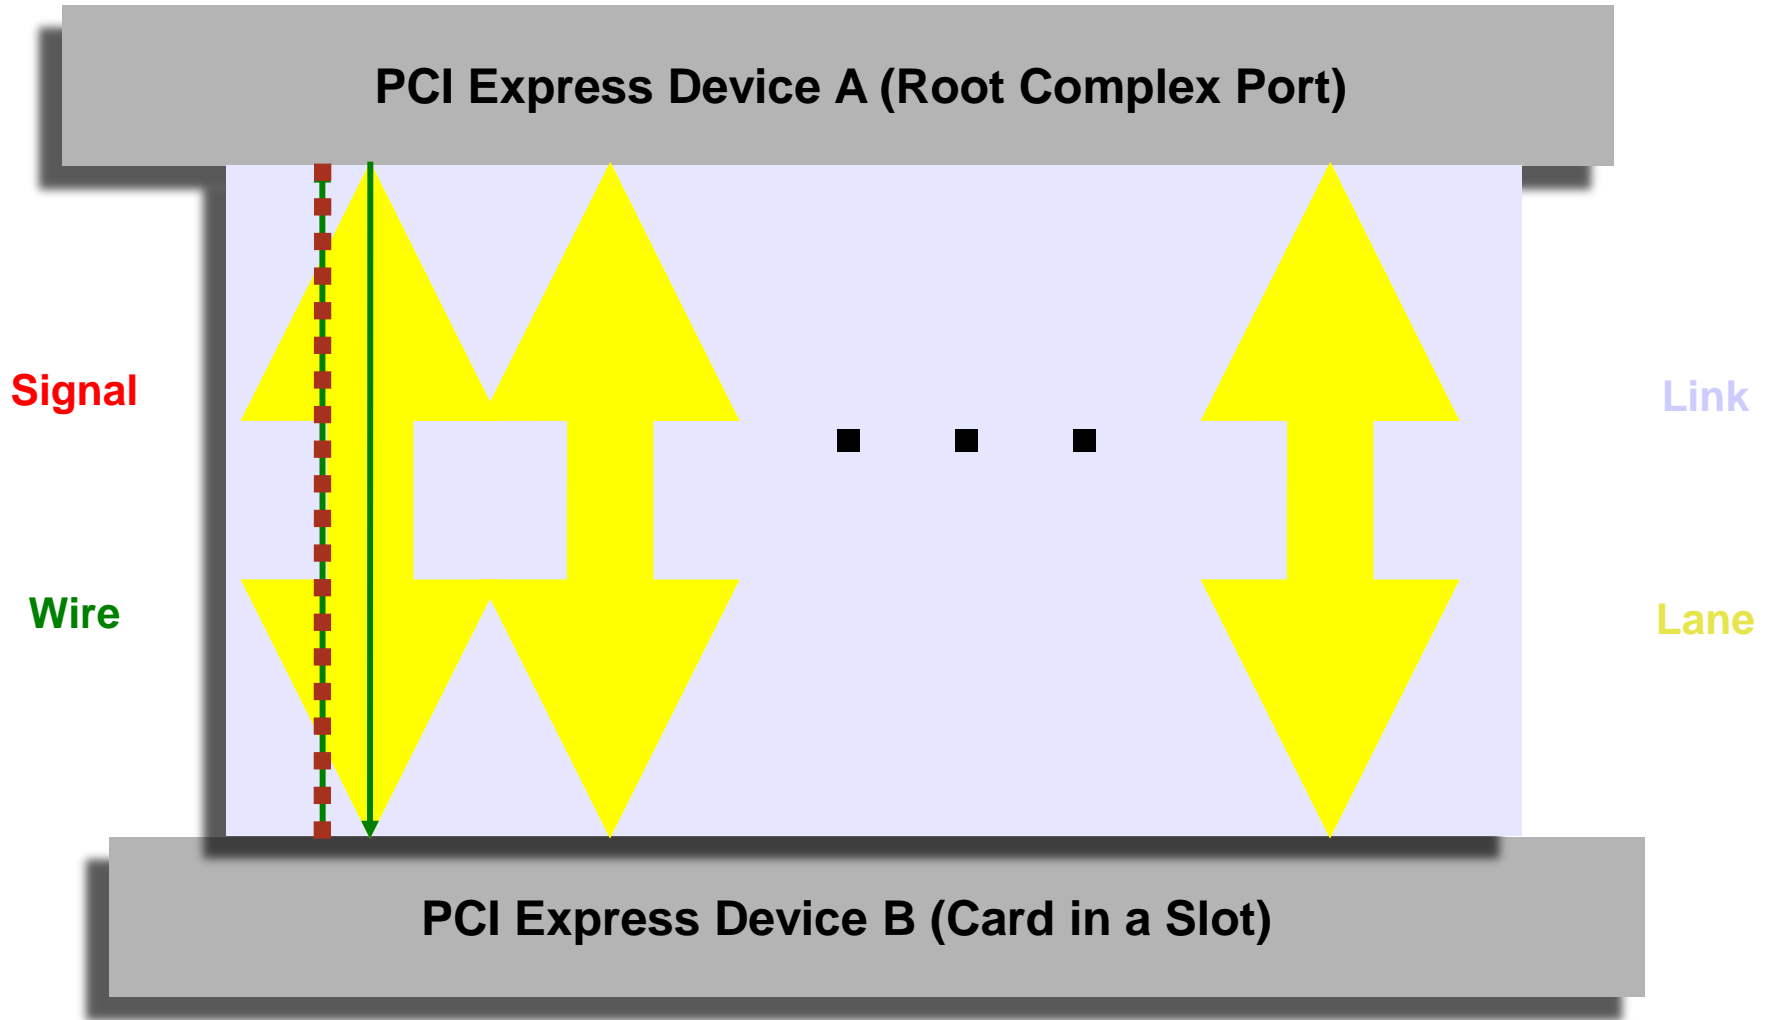 PCI Express Device A (Root Complex Port)
Signal
Link
Wire
Lane
PCI Express Device B (Card in a Slot)